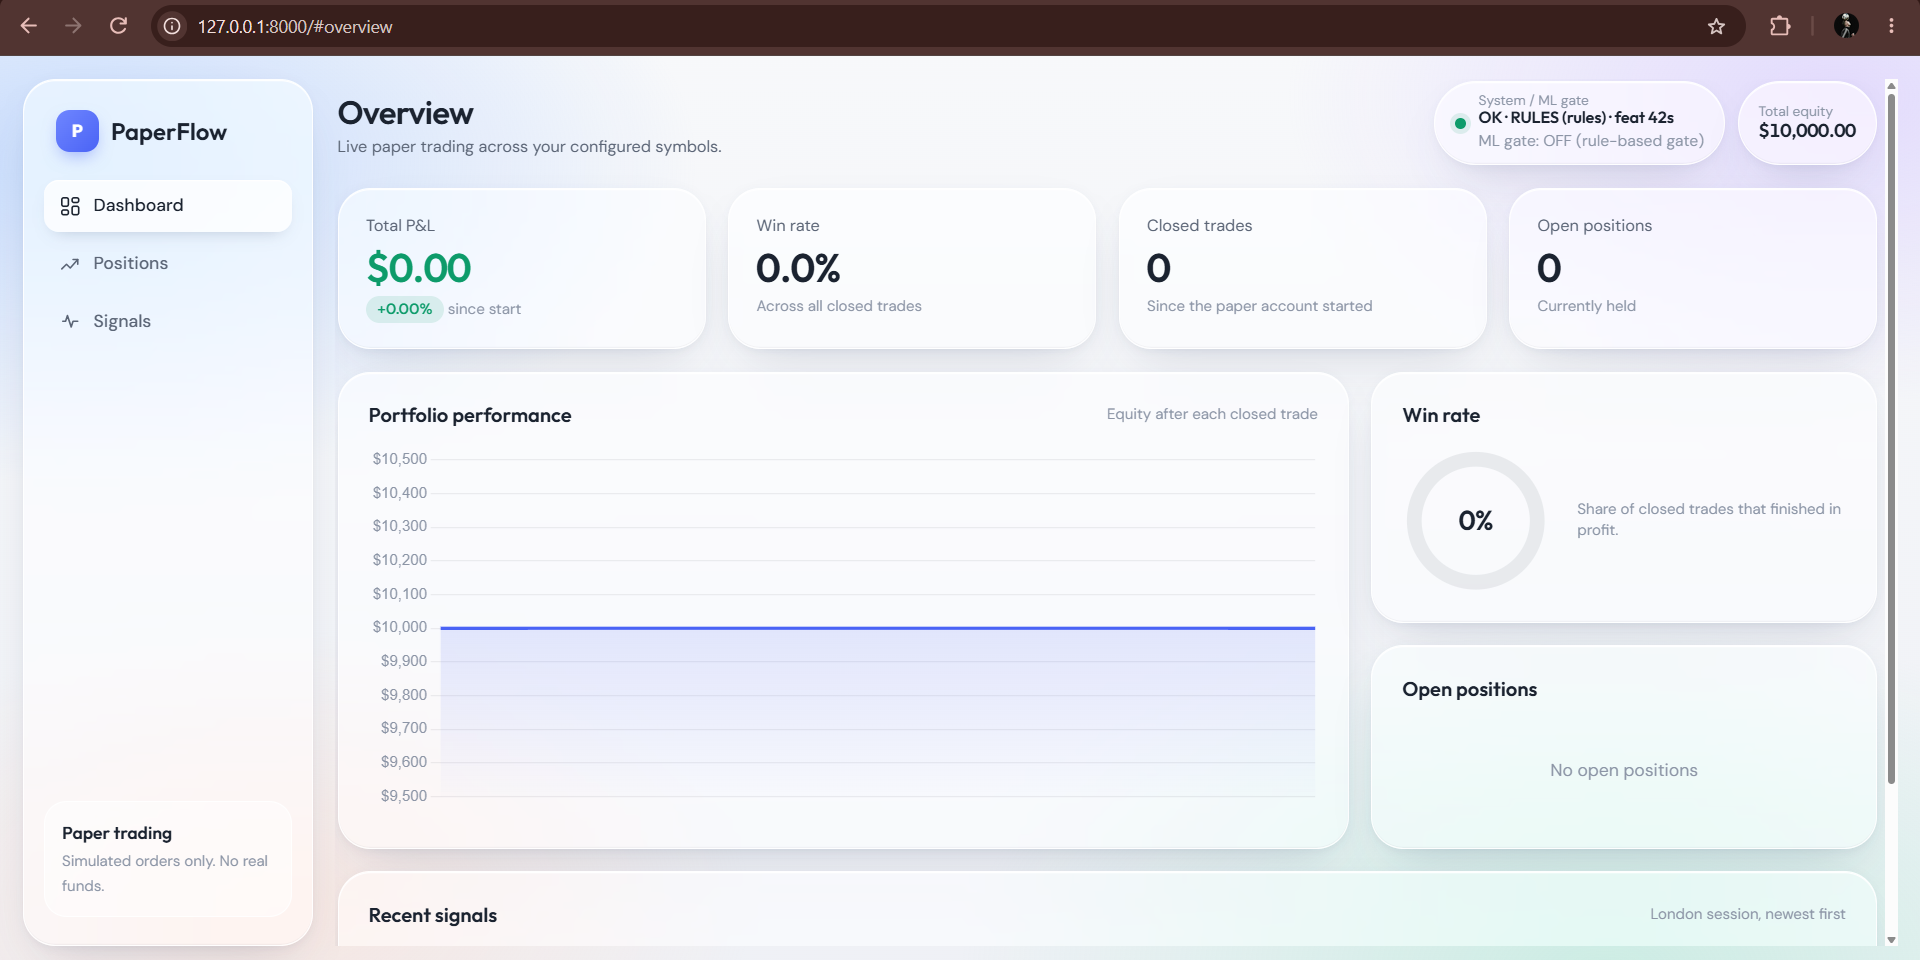 127.0.0.1:8000/#overview
P
PaperFlow
Dashboard
Positions
Signals
Paper trading
Simulated orders only. No real
funds.
Overview
Live paper trading across your configured symbols.
System / ML gate
OK · RULES (rules) · feat 42s
ML gate: OFF (rule-based gate)
Total equity
$10,000.00
Total P&L
$0.00
+0.00% since start
Win rate
0.0%
Across all closed trades
Closed trades
0
Since the paper account started
Open positions
0
Currently held
Portfolio performance
Equity after each closed trade
$10,500
$10,400
$10,300
$10,200
$10,100
$10,000
$9,900
$9,800
$9,700
$9,600
$9,500
Win rate
0%
Share of closed trades that finished in
profit.
Open positions
No open positions
Recent signals
London session, newest first